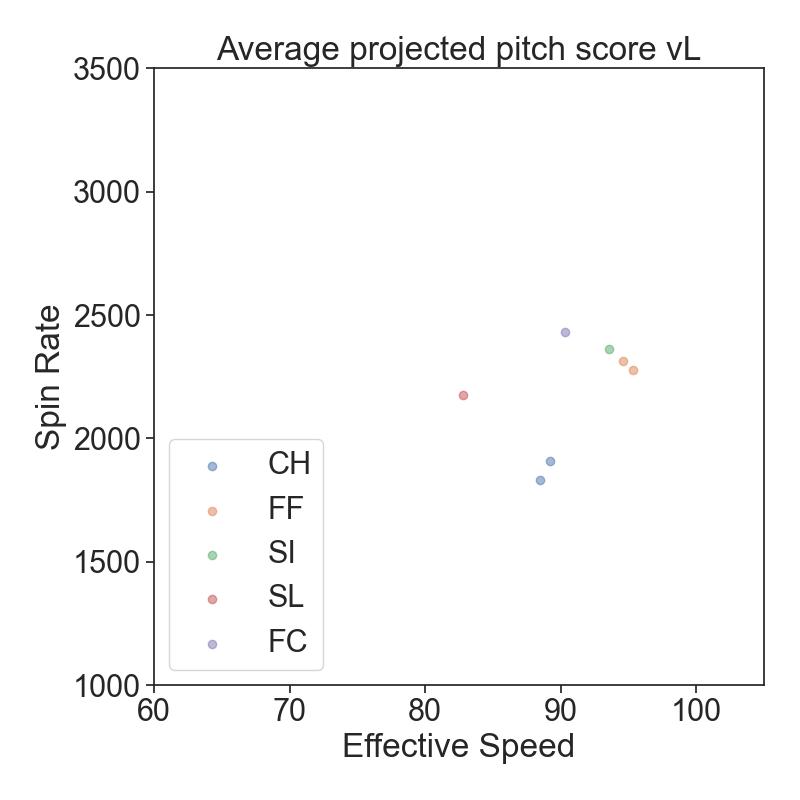 Average projected pitch score vL
3500
3000
2500
2000
1500
1000
Spin Rate
CH
FF
SI
SL
FC
60 70 80 90 100
Effective Speed